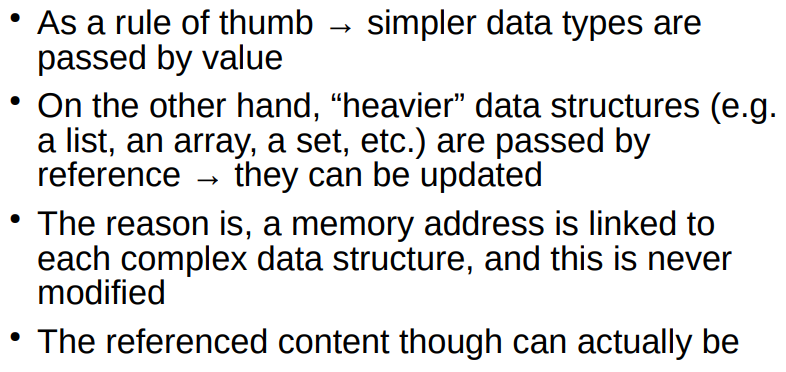 • As a rule of thumb → simpler data types are
passed by value
• On the other hand, “heavier” data structures (e.g.
a list, an array, a set, etc.) are passed by
reference → they can be updated
• The reason is, a memory address is linked to
each complex data structure, and this is never
modified
• The referenced content though can actually be